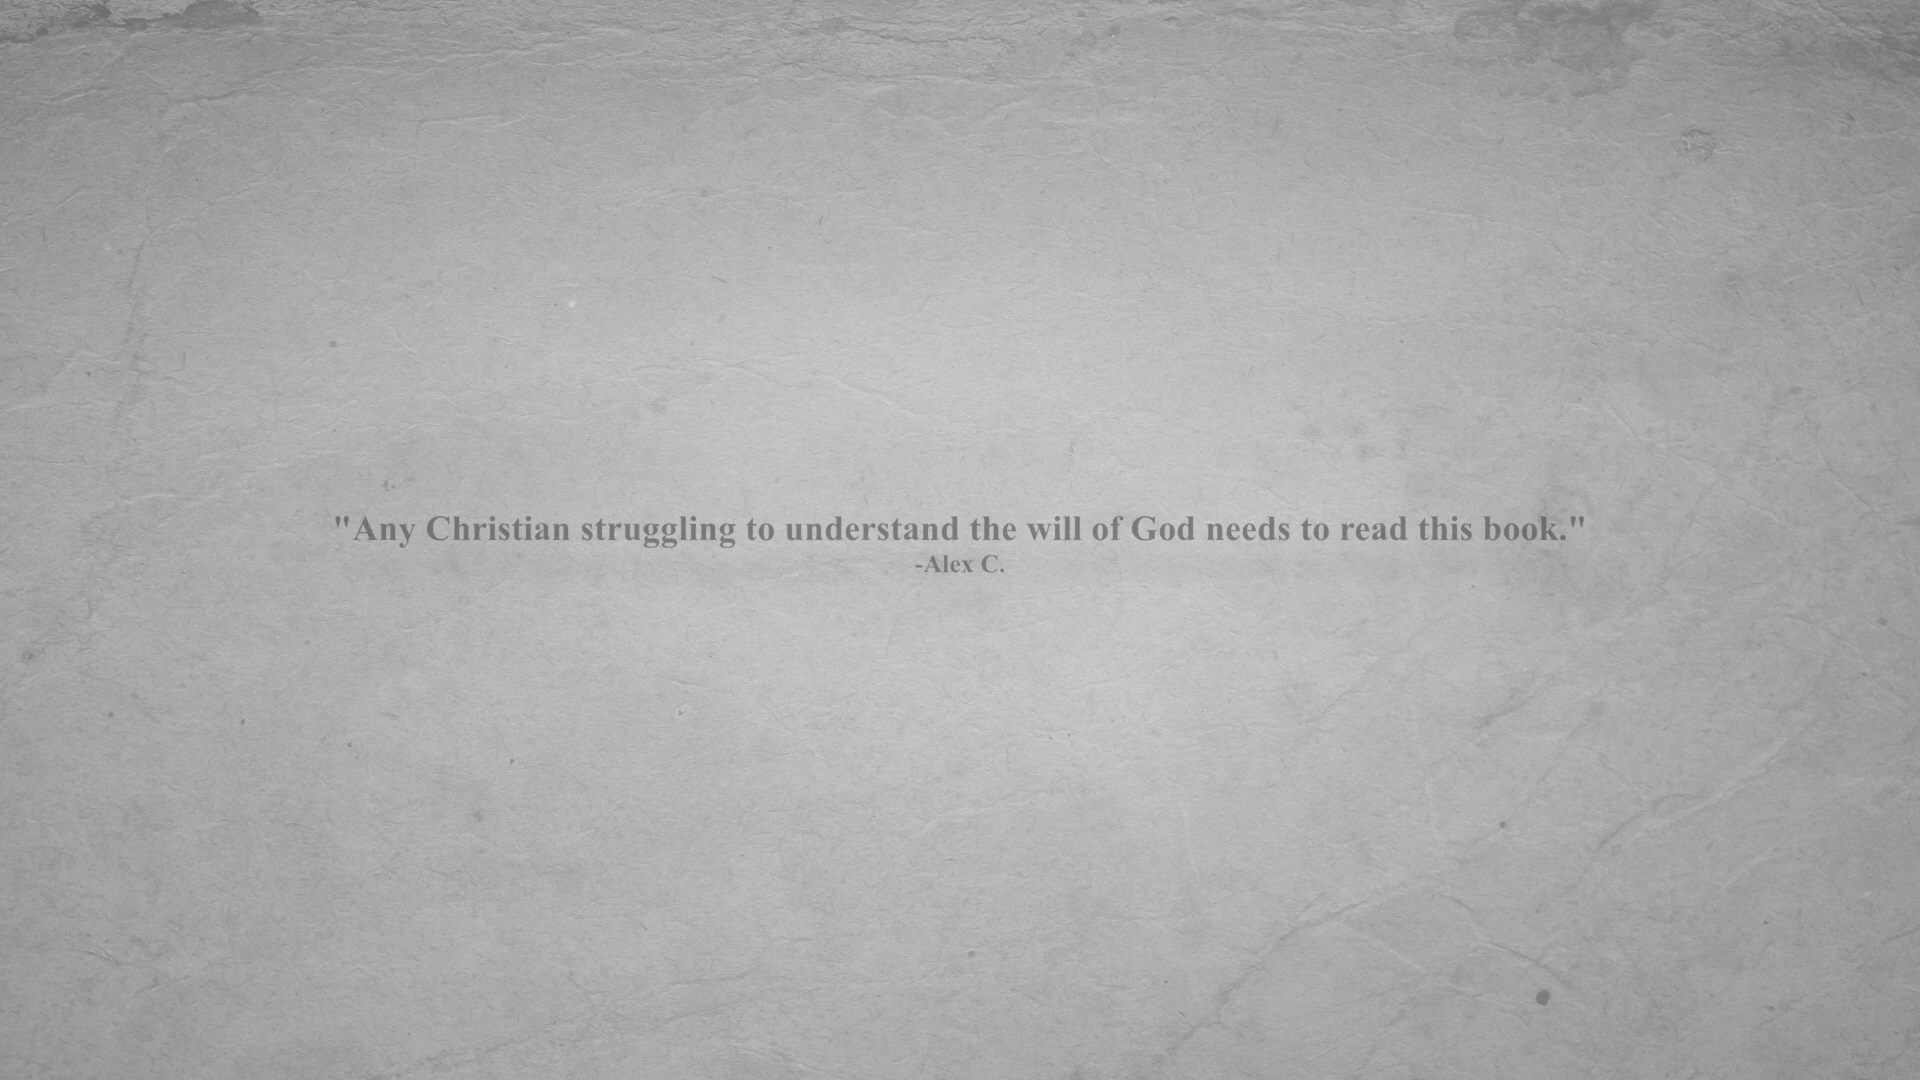 "Any Christian struggling to understand the will of God needs to read this book."
-Alex C.